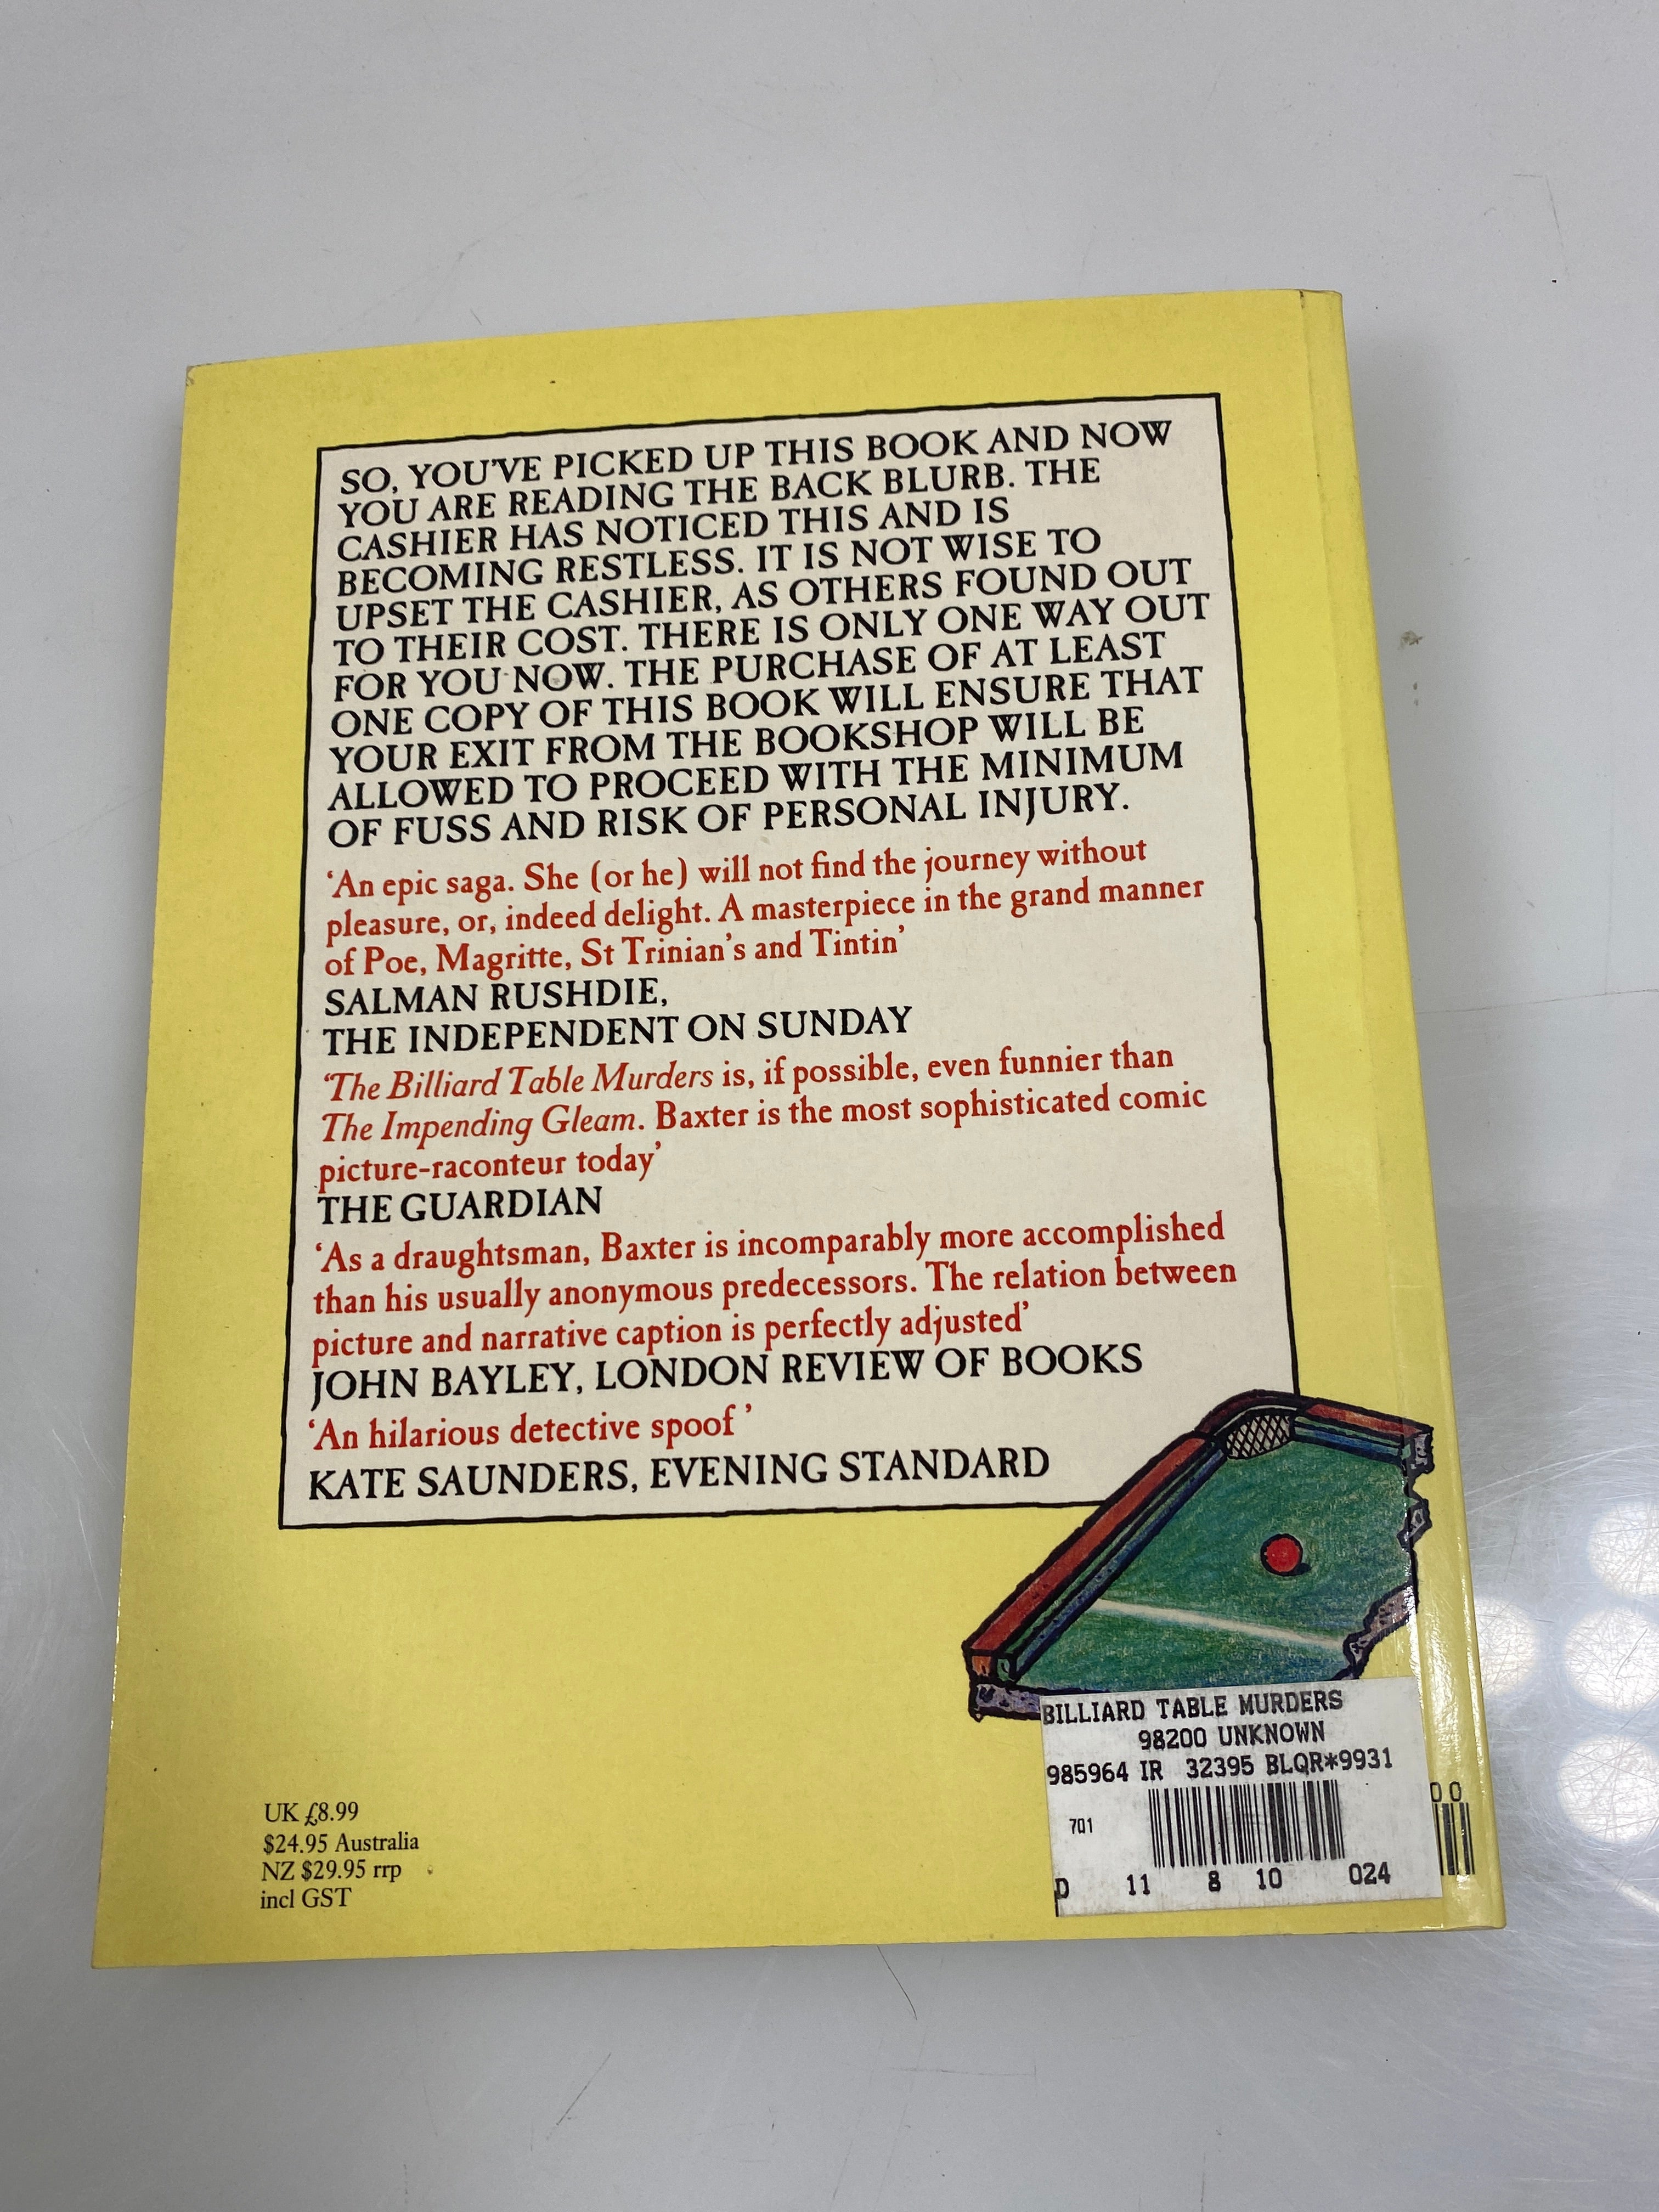 SO, YOU'VE PICKED UP THIS BOOK AND NOW
YOU ARE READING THE BACK BLURB. THE
CASHIER HAS NOTICED THIS AND IS
BECOMING RESTLESS. IT IS NOT WISE TO
UPSET THE CASHIER, AS OTHERS FOUND OUT
TO THEIR COST. THERE IS ONLY ONE WAY OUT
FOR YOU NOW. THE PURCHASE OF AT LEAST
ONE COPY OF THIS BOOK WILL ENSURE THAT
YOUR EXIT FROM THE BOOKSHOP WILL BE
ALLOWED TO PROCEED WITH THE MINIMUM
OF FUSS AND RISK OF PERSONAL INJURY.
'An epic saga. She (or he) will not find the journey without
pleasure, or, indeed delight. A masterpiece in the grand manner
of Poe, Magritte, St Trinian's and Tintin'
SALMAN RUSHDIE,
THE INDEPENDENT ON SUNDAY
'The Billiard Table Murders is, if possible, even funnier than
The Impending Gleam. Baxter is the most sophisticated comic
picture-raconteur today'
THE GUARDIAN
'As a draughtsman, Baxter is incomparably more accomplished
than his usually anonymous predecessors. The relation between
picture and narrative caption is perfectly adjusted'
JOHN BAYLEY, LONDON REVIEW OF BOOKS
'An hilarious detective spoof'
KATE SAUNDERS, EVENING STANDARD
UK £8.99
$24.95 Australia
NZ $29.95 rrp
incl GST
BILLIARD TABLE MURDERS
98200 UNKNOWN
985964 IR 32395 BLQR*9931
701
D 11 8 10 024
00